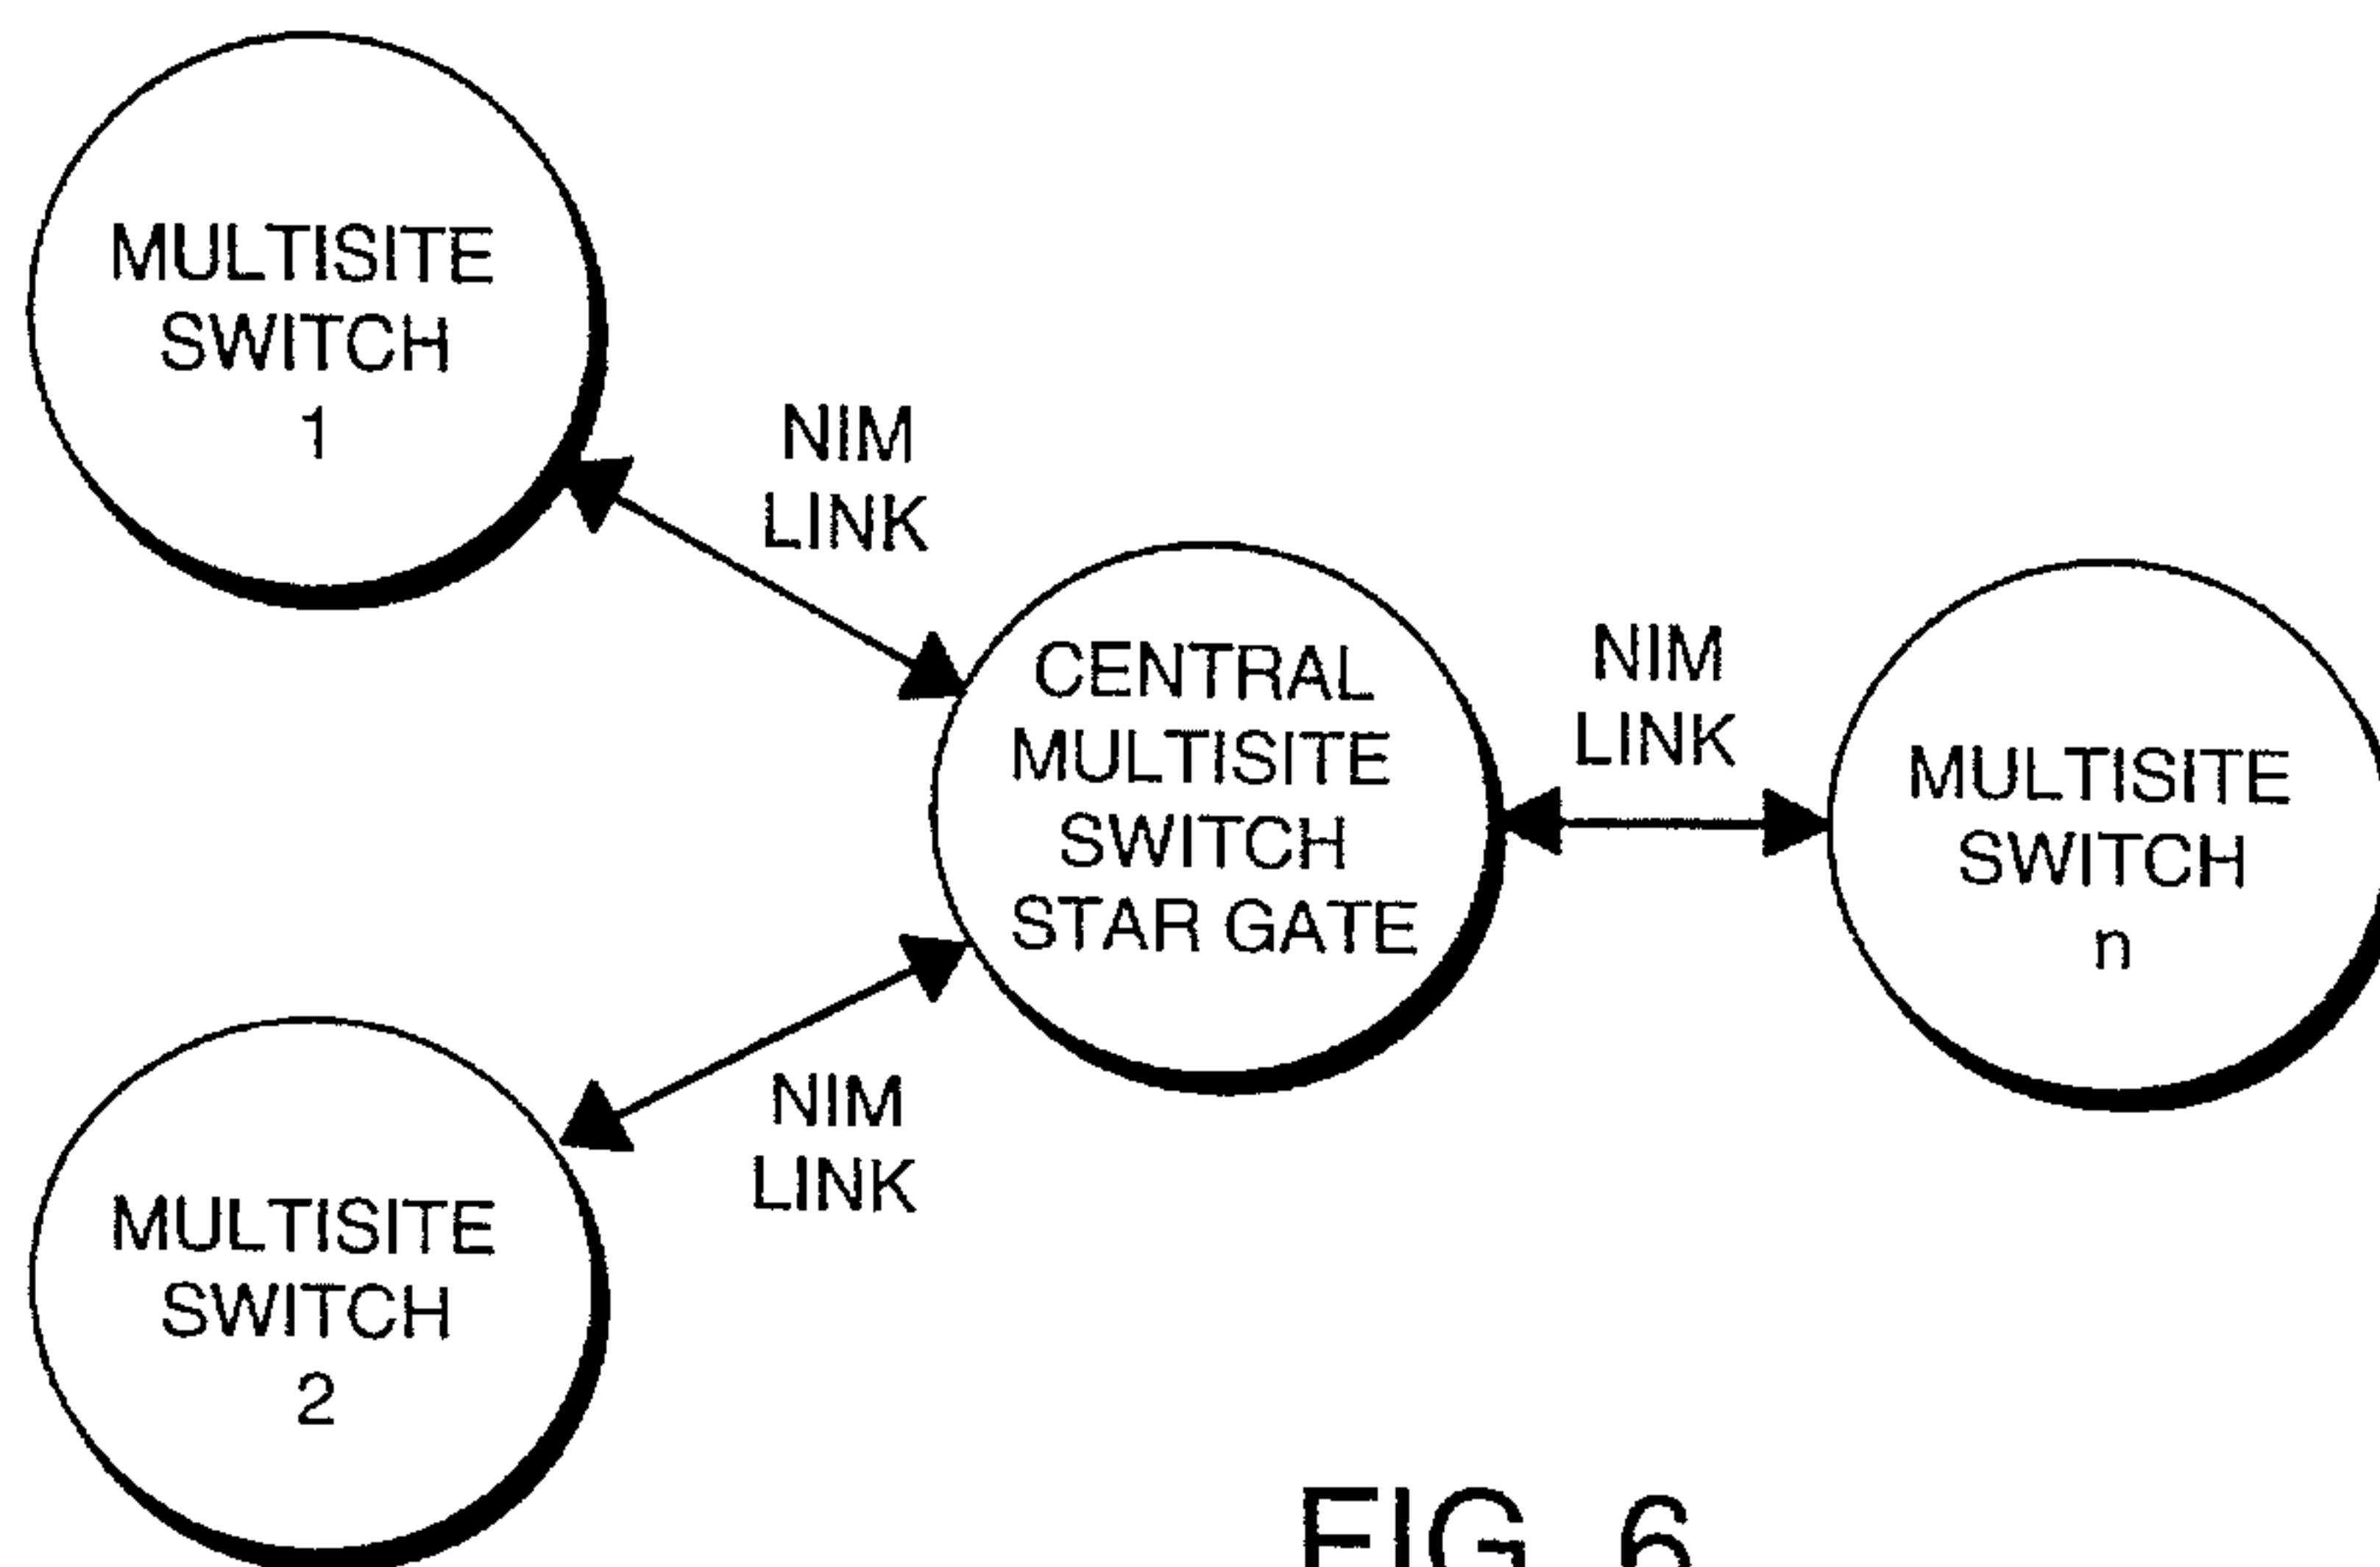 MULTISITE
SWITCH
1
NIM
LINK
CENTRAL
MULTISITE
SWITCH
STAR GATE
NIM
LINK
MULTISITE
SWITCH
n
NIM
LINK
MULTISITE
SWITCH
2
FIG. 6